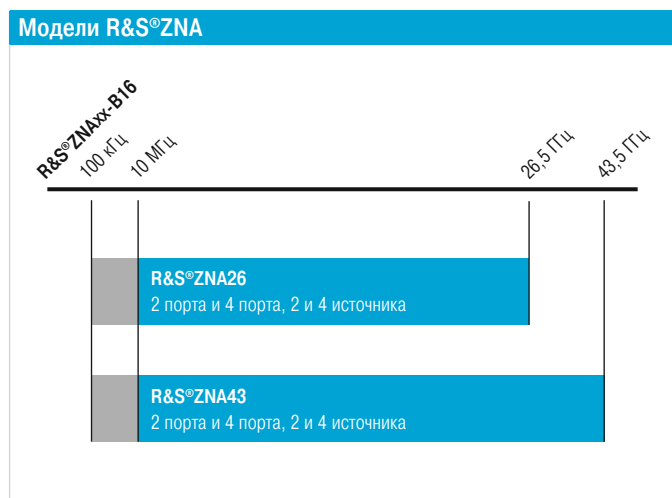 Модели R&S®ZNA
R&S®ZNAxx-B16
100 кГц
10 МГц
26,5 ГГц
43,5 ГГц
R&S®ZNA26
2 порта и 4 порта, 2 и 4 источника
R&S®ZNA43
2 порта и 4 порта, 2 и 4 источника